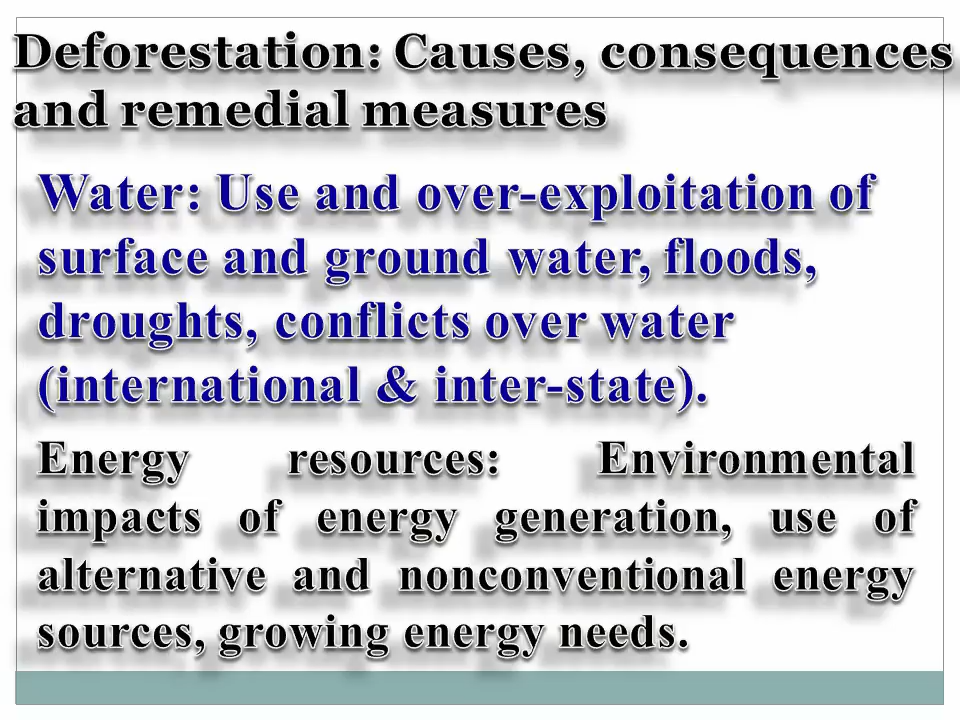 Deforestation: Causes, consequences
and remedial measures
Water: Use and over-exploitation of
surface and ground water, floods,
droughts, conflicts over water
(international & inter-state).
Energy resources: Environmental
impacts of energy generation, use of
alternative and nonconventional energy
sources, growing energy needs.